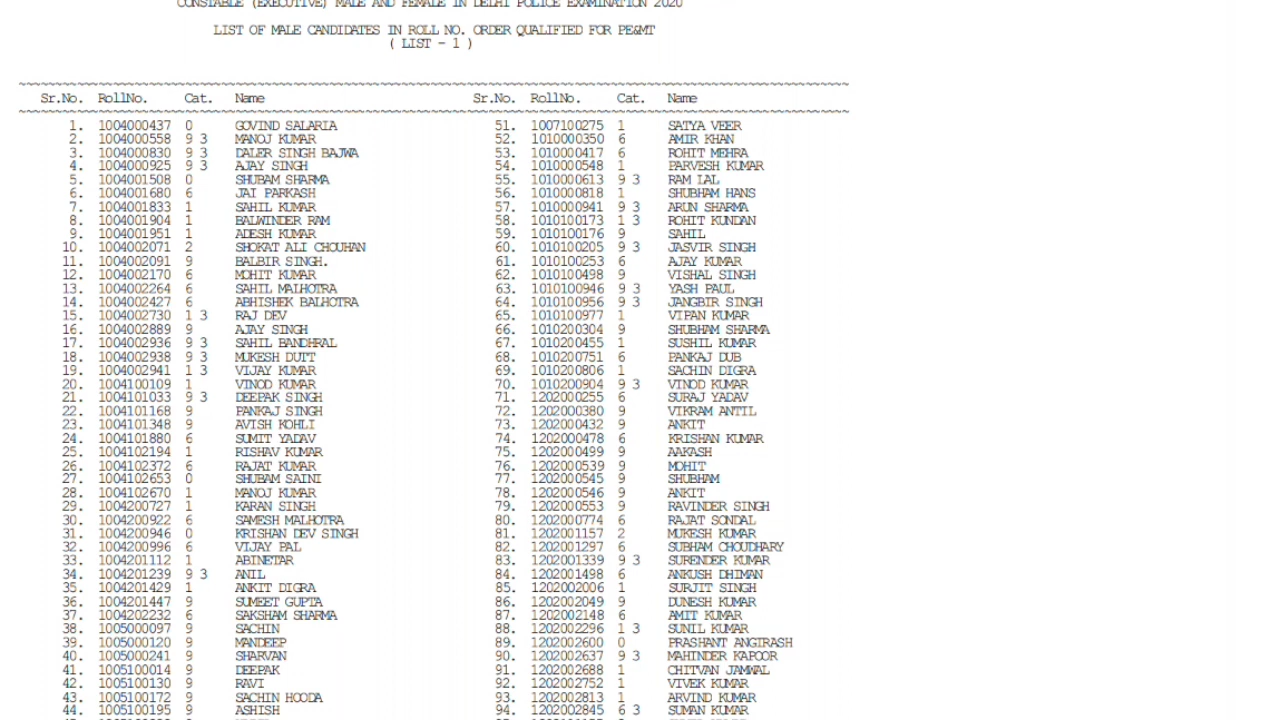 CONSTABLE (EXECUTIVE) MALE AND FEMALE IN DELHI POLICE EXAMINATION 2020
LIST OF MALE CANDIDATES IN ROLL NO. ORDER QUALIFIED FOR PE&MT
( LIST - 1 )
Sr.No. RollNo. Cat. Name Sr.No. RollNo. Cat. Name
1. 1004000437 0 GOVIND SALARIA 51. 1007100275 1 SATYA VEER
2. 1004000558 9 3 MANOJ KUMAR 52. 1010000350 6 AMIR KHAN
3. 1004000830 9 3 DALER SINGH BAJWA 53. 1010000417 6 ROHIT MEHRA
4. 1004000925 9 3 AJAY SINGH 54. 1010000548 1 PARVESH KUMAR
5. 1004001508 0 SHUBAM SHARMA 55. 1010000613 9 3 RAM LAL
6. 1004001680 6 JAI PARKASH 56. 1010000818 1 SHUBHAM HANS
7. 1004001833 1 SAHIL KUMAR 57. 1010000941 9 3 ARUN SHARMA
8. 1004001904 1 BALWINDER RAM 58. 1010100173 1 3 ROHIT KUNDAN
9. 1004001951 1 ADESH KUMAR 59. 1010100176 9 SAHIL
10. 1004002071 2 SHOKAT ALI CHOUHAN 60. 1010100205 9 3 JASVIR SINGH
11. 1004002091 9 BALBIR SINGH. 61. 1010100253 6 AJAY KUMAR
12. 1004002170 6 MOHIT KUMAR 62. 1010100498 9 VISHAL SINGH
13. 1004002264 6 SAHIL MALHOTRA 63. 1010100946 9 3 YASH PAUL
14. 1004002427 6 ABHISHEK BALHOTRA 64. 1010100956 9 3 JANGBIR SINGH
15. 1004002730 1 3 RAJ DEV 65. 1010100977 1 VIPAN KUMAR
16. 1004002889 9 AJAY SINGH 66. 1010200304 9 SHUBHAM SHARMA
17. 1004002936 9 3 SAHIL BANDHRAL 67. 1010200455 1 SUSHIL KUMAR
18. 1004002938 9 3 MUKESH DUTT 68. 1010200751 6 PANKAJ DUB
19. 1004002941 1 3 VIJAY KUMAR 69. 1010200806 1 SACHIN DIGRA
20. 1004100109 1 VINOD KUMAR 70. 1010200904 9 3 VINOD KUMAR
21. 1004101033 9 3 DEEPAK SINGH 71. 1202000255 6 SURAJ YADAV
22. 1004101168 9 PANKAJ SINGH 72. 1202000380 9 VIKRAM ANTIL
23. 1004101348 9 AVISH KOHLI 73. 1202000432 9 ANKIT
24. 1004101880 6 SUMIT YADAV 74. 1202000478 6 KRISHAN KUMAR
25. 1004102194 1 RISHAV KUMAR 75. 1202000499 9 AAKASH
26. 1004102372 6 RAJAT KUMAR 76. 1202000539 9 MOHIT
27. 1004102653 0 SHUBAM SAINI 77. 1202000545 9 SHUBHAM
28. 1004102670 1 MANOJ KUMAR 78. 1202000546 9 ANKIT
29. 1004200727 1 KARAN SINGH 79. 1202000553 9 RAVINDER SINGH
30. 1004200922 6 SAMESH MALHOTRA 80. 1202000774 6 RAJAT SONDAL
31. 1004200946 0 KRISHAN DEV SINGH 81. 1202001157 2 MUKESH KUMAR
32. 1004200996 6 VIJAY PAL 82. 1202001297 6 SUBHAM CHOUDHARY
33. 1004201112 1 ABINETAR 83. 1202001339 9 3 SURENDER KUMAR
34. 1004201239 9 3 ANIL 84. 1202001498 6 ANKUSH DHIMAN
35. 1004201429 1 ANKIT DIGRA 85. 1202002006 1 SURJIT SINGH
36. 1004201447 9 SUMEET GUPTA 86. 1202002049 9 DUNESH KUMAR
37. 1004202232 6 SAKSHAM SHARMA 87. 1202002148 6 AMIT KUMAR
38. 1005000097 9 SACHIN 88. 1202002296 1 3 SUNIL KUMAR
39. 1005000120 9 MANDEEP 89. 1202002600 0 PRASHANT ANGIRASH
40. 1005000241 9 SHARVAN 90. 1202002637 9 3 MAHINDER KAPOOR
41. 1005100014 9 DEEPAK 91. 1202002688 1 CHITVAN JAMWAL
42. 1005100130 9 RAVI 92. 1202002752 1 VIVEK KUMAR
43. 1005100172 9 SACHIN HOODA 93. 1202002813 1 ARVIND KUMAR
44. 1005100195 9 ASHISH 94. 1202002845 6 3 SUMAN KUMAR